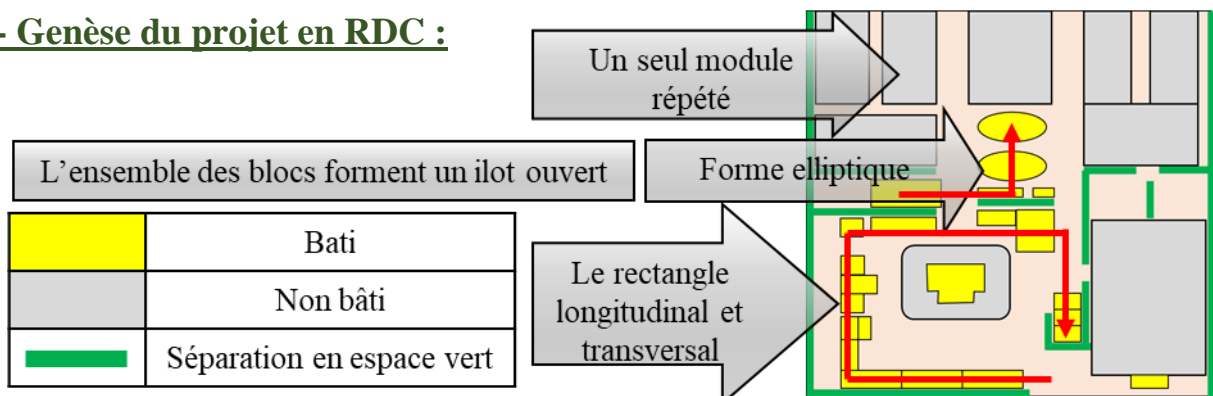 - Genèse du projet en RDC :
Un seul module
répété
L'ensemble des blocs forment un ilot ouvert
Forme elliptique
Bati
Non bâti
Séparation en espace vert
Le rectangle
longitudinal et
transversal